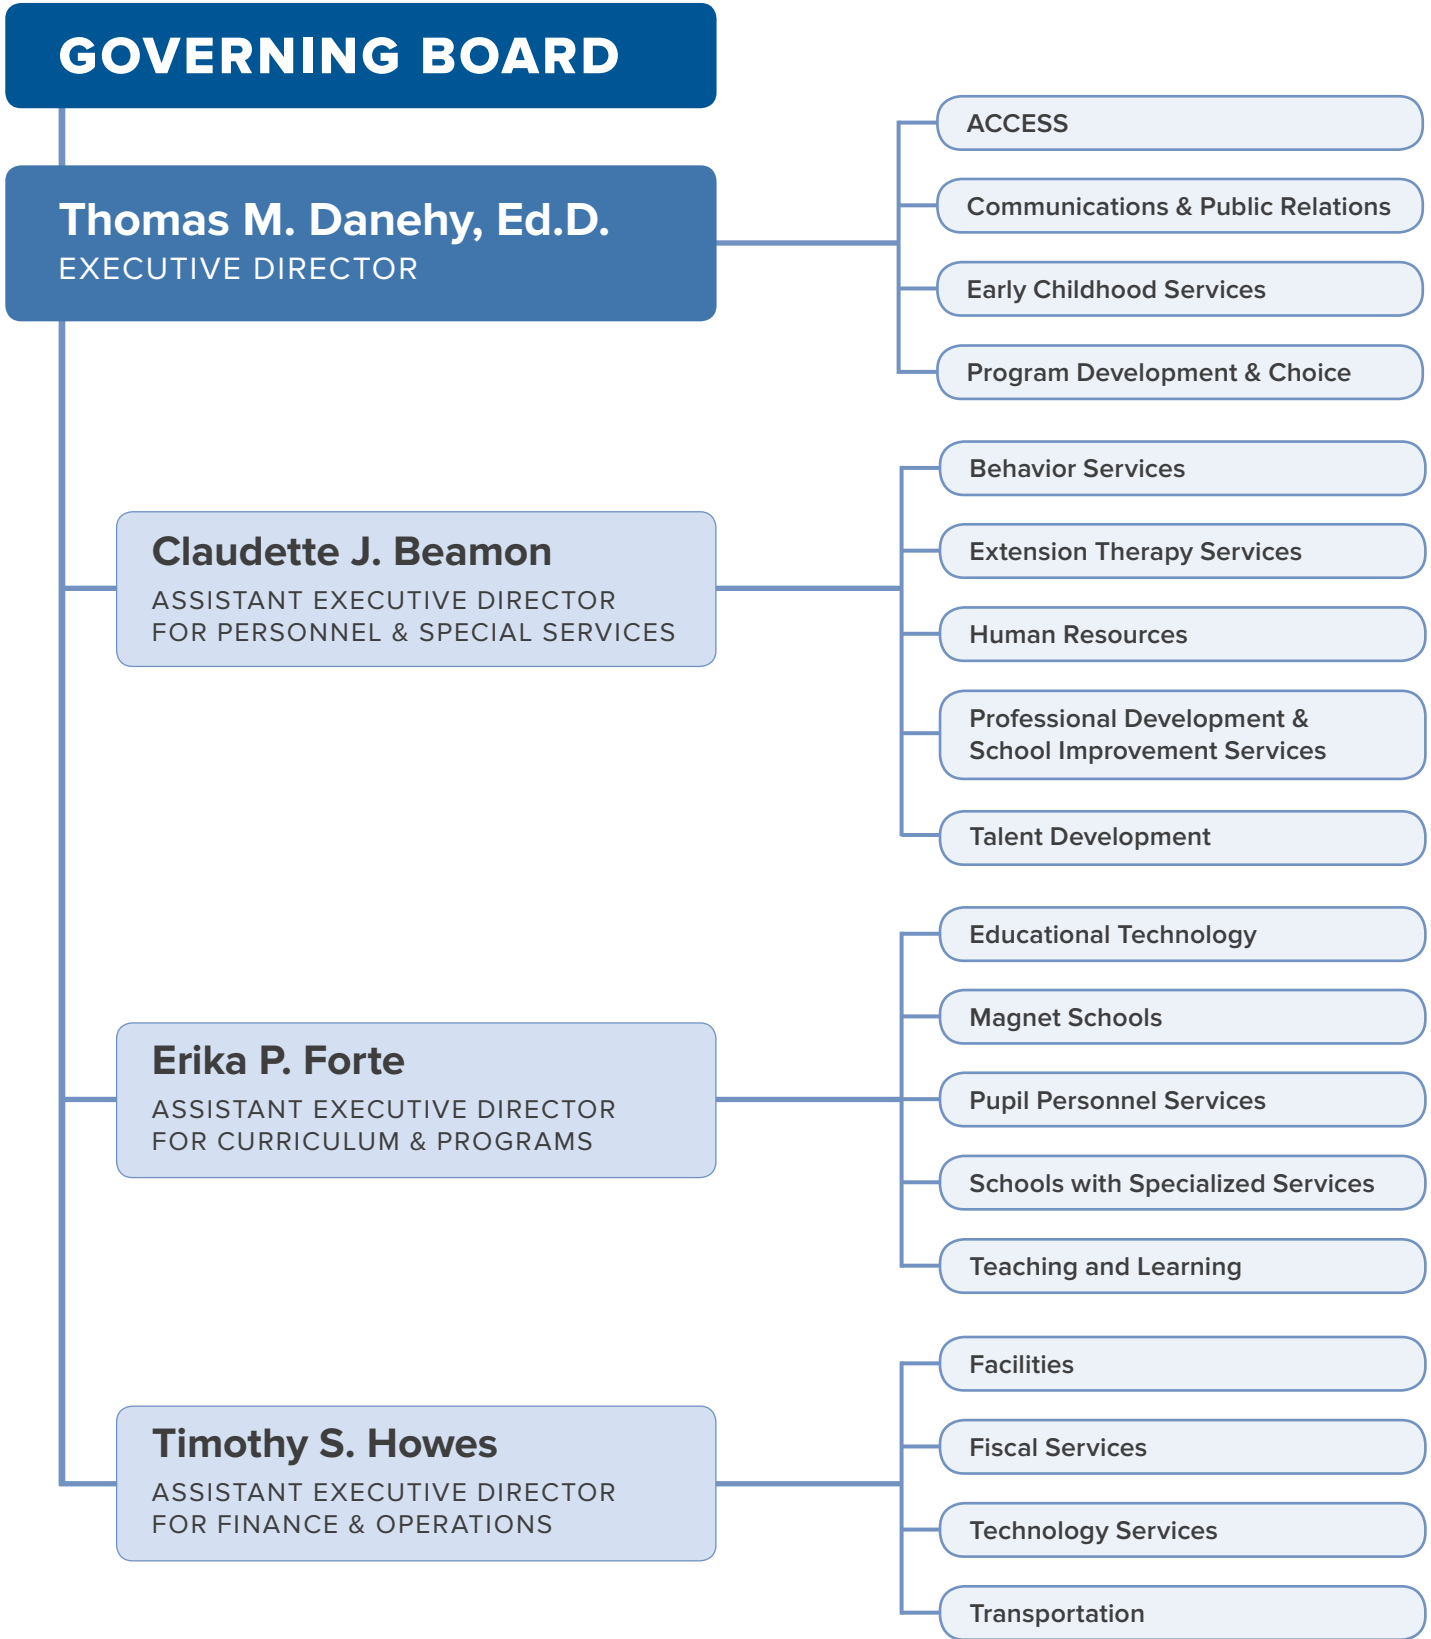 GOVERNING BOARD
Thomas M. Danehy, Ed.D.
EXECUTIVE DIRECTOR
ACCESS
Communications & Public Relations
Early Childhood Services
Program Development & Choice
Claudette J. Beamon
ASSISTANT EXECUTIVE DIRECTOR
FOR PERSONNEL & SPECIAL SERVICES
Behavior Services
Extension Therapy Services
Human Resources
Professional Development &
School Improvement Services
Talent Development
Erika P. Forte
ASSISTANT EXECUTIVE DIRECTOR
FOR CURRICULUM & PROGRAMS
Educational Technology
Magnet Schools
Pupil Personnel Services
Schools with Specialized Services
Teaching and Learning
Timothy S. Howes
ASSISTANT EXECUTIVE DIRECTOR
FOR FINANCE & OPERATIONS
Facilities
Fiscal Services
Technology Services
Transportation